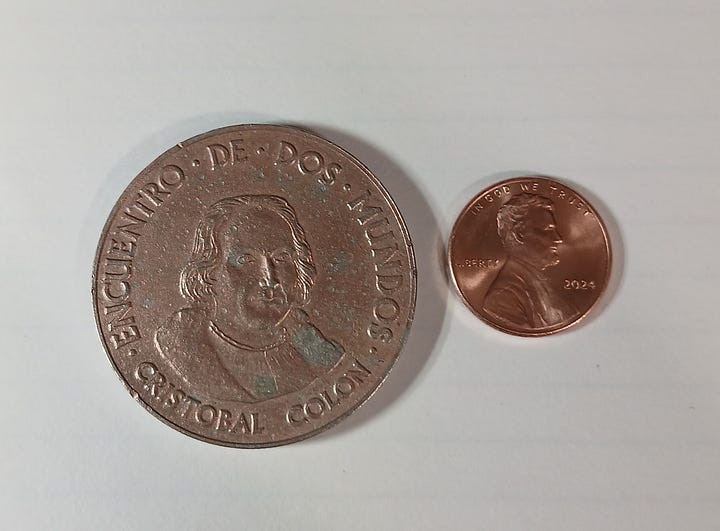 · ENCUENTRO · DE · DOS · MUNDOS ·
CRISTOBAL COLON
IN GOD WE TRUST
LIBERTY
2024